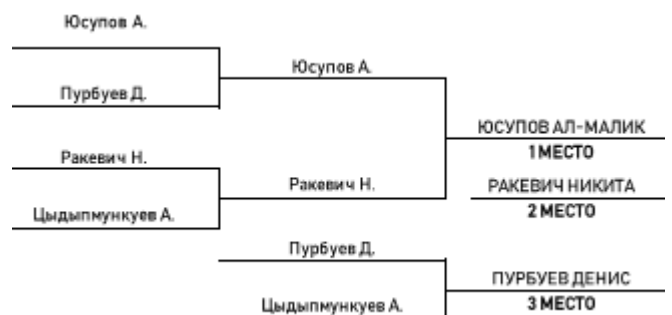 Юсупов А.
Пурбуев Д.
Ракевич Н.
Цыдыпмункуев А.
Юсупов А.
Ракевич Н.
Пурбуев Д.
Цыдыпмункуев А.
ЮСУПОВ АЛ-МАЛИК
1 МЕСТО
РАКЕВИЧ НИКИТА
2 МЕСТО
ПУРБУЕВ ДЕНИС
3 МЕСТО